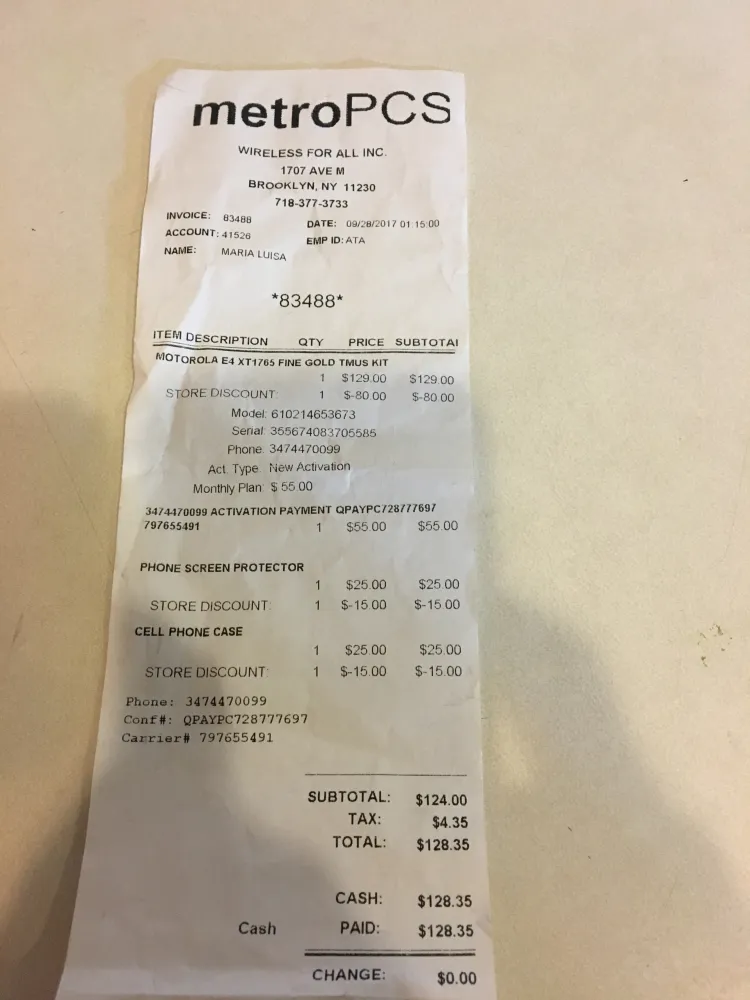 metroPCS
WIRELESS FOR ALL INC.
1707 AVE M
BROOKLYN, NY 11230
718-377-3733
INVOICE: 83488 DATE: 09/28/2017 01:15:00
ACCOUNT: 41526 EMP ID: ATA
NAME: MARIA LUISA
*83488*
ITEM DESCRIPTION QTY PRICE SUBTOTAl
MOTOROLA E4 XT1765 FINE GOLD TMUS KIT
1 $129.00 $129.00
STORE DISCOUNT: 1 $-80.00 $-80.00
Model: 610214653673
Serial: 355674083705585
Phone: 3474470099
Act. Type: New Activation
Monthly Plan: $ 55.00
3474470099 ACTIVATION PAYMENT QPAYPC728777697
797655491 1 $55.00 $55.00
PHONE SCREEN PROTECTOR
1 $25.00 $25.00
STORE DISCOUNT: 1 $-15.00 $-15.00
CELL PHONE CASE
1 $25.00 $25.00
STORE DISCOUNT: 1 $-15.00 $-15.00
Phone: 3474470099
Conf#: QPAYPC728777697
Carrier# 797655491
SUBTOTAL: $124.00
TAX: $4.35
TOTAL: $128.35
CASH: $128.35
Cash PAID: $128.35
CHANGE: $0.00